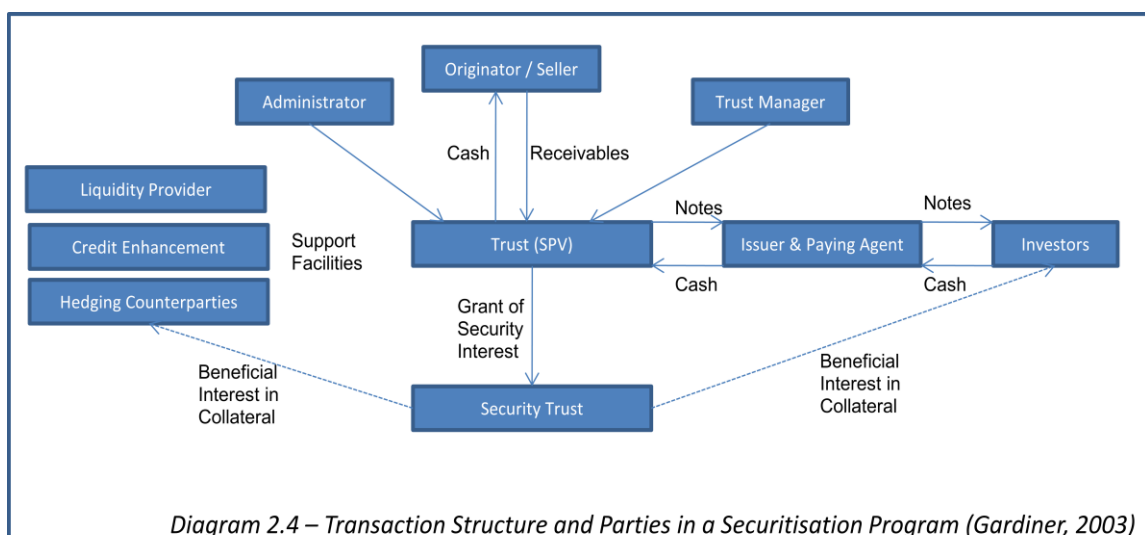 Originator / Seller
Administrator
Trust Manager
Cash
Receivables
Liquidity Provider
Credit Enhancement
Hedging Counterparties
Support
Facilities
Trust (SPV)
Notes
Issuer & Paying Agent
Notes
Investors
Cash
Cash
Grant of
Security
Interest
Beneficial
Interest in
Collateral
Security Trust
Beneficial
Interest in
Collateral
Diagram 2.4 – Transaction Structure and Parties in a Securitisation Program (Gardiner, 2003)